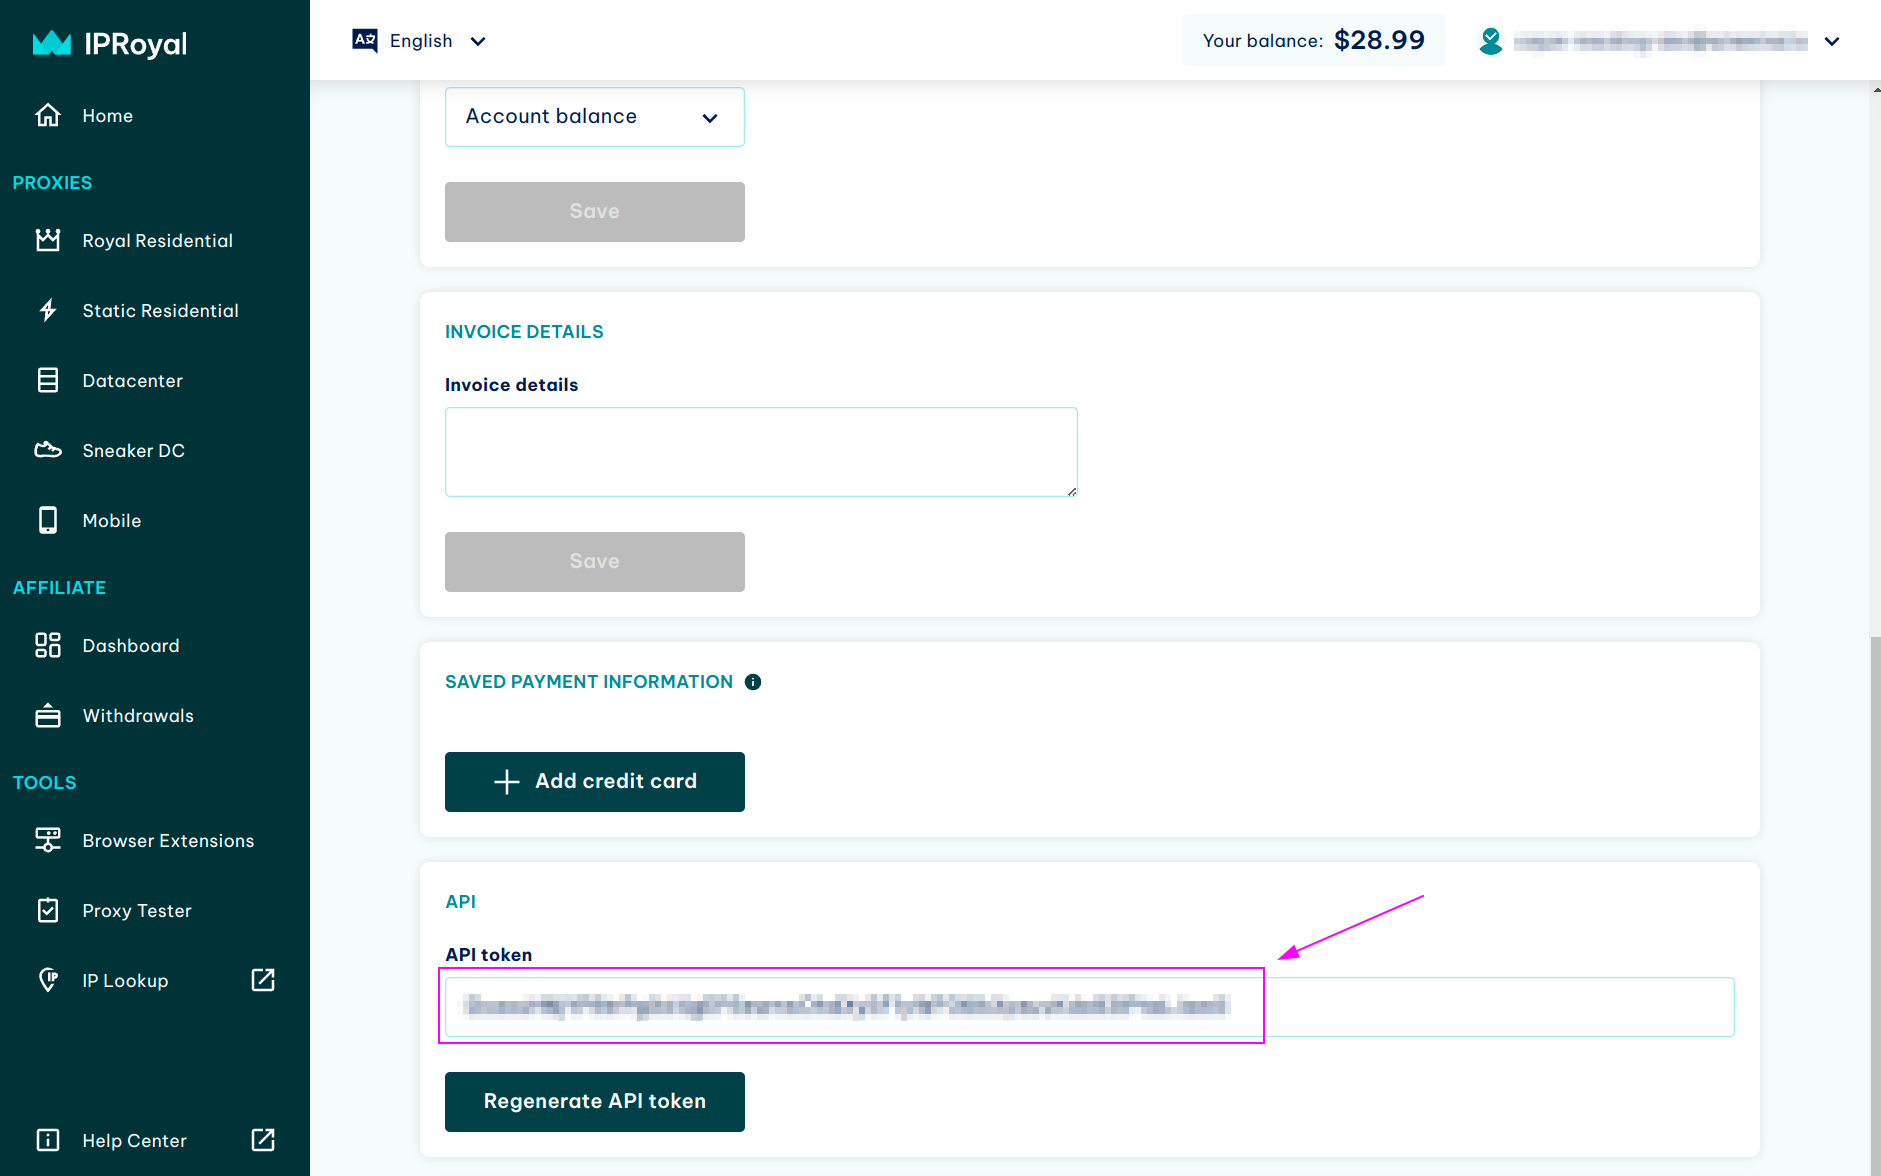 IPRoyal
Home
PROXIES
Royal Residential
Static Residential
Datacenter
Sneaker DC
Mobile
AFFILIATE
Dashboard
Withdrawals
TOOLS
Browser Extensions
Proxy Tester
IP Lookup
Help Center
English
Your balance: $28.99
Account balance
Save
INVOICE DETAILS
Invoice details
Save
SAVED PAYMENT INFORMATION
Add credit card
API
API token
Regenerate API token